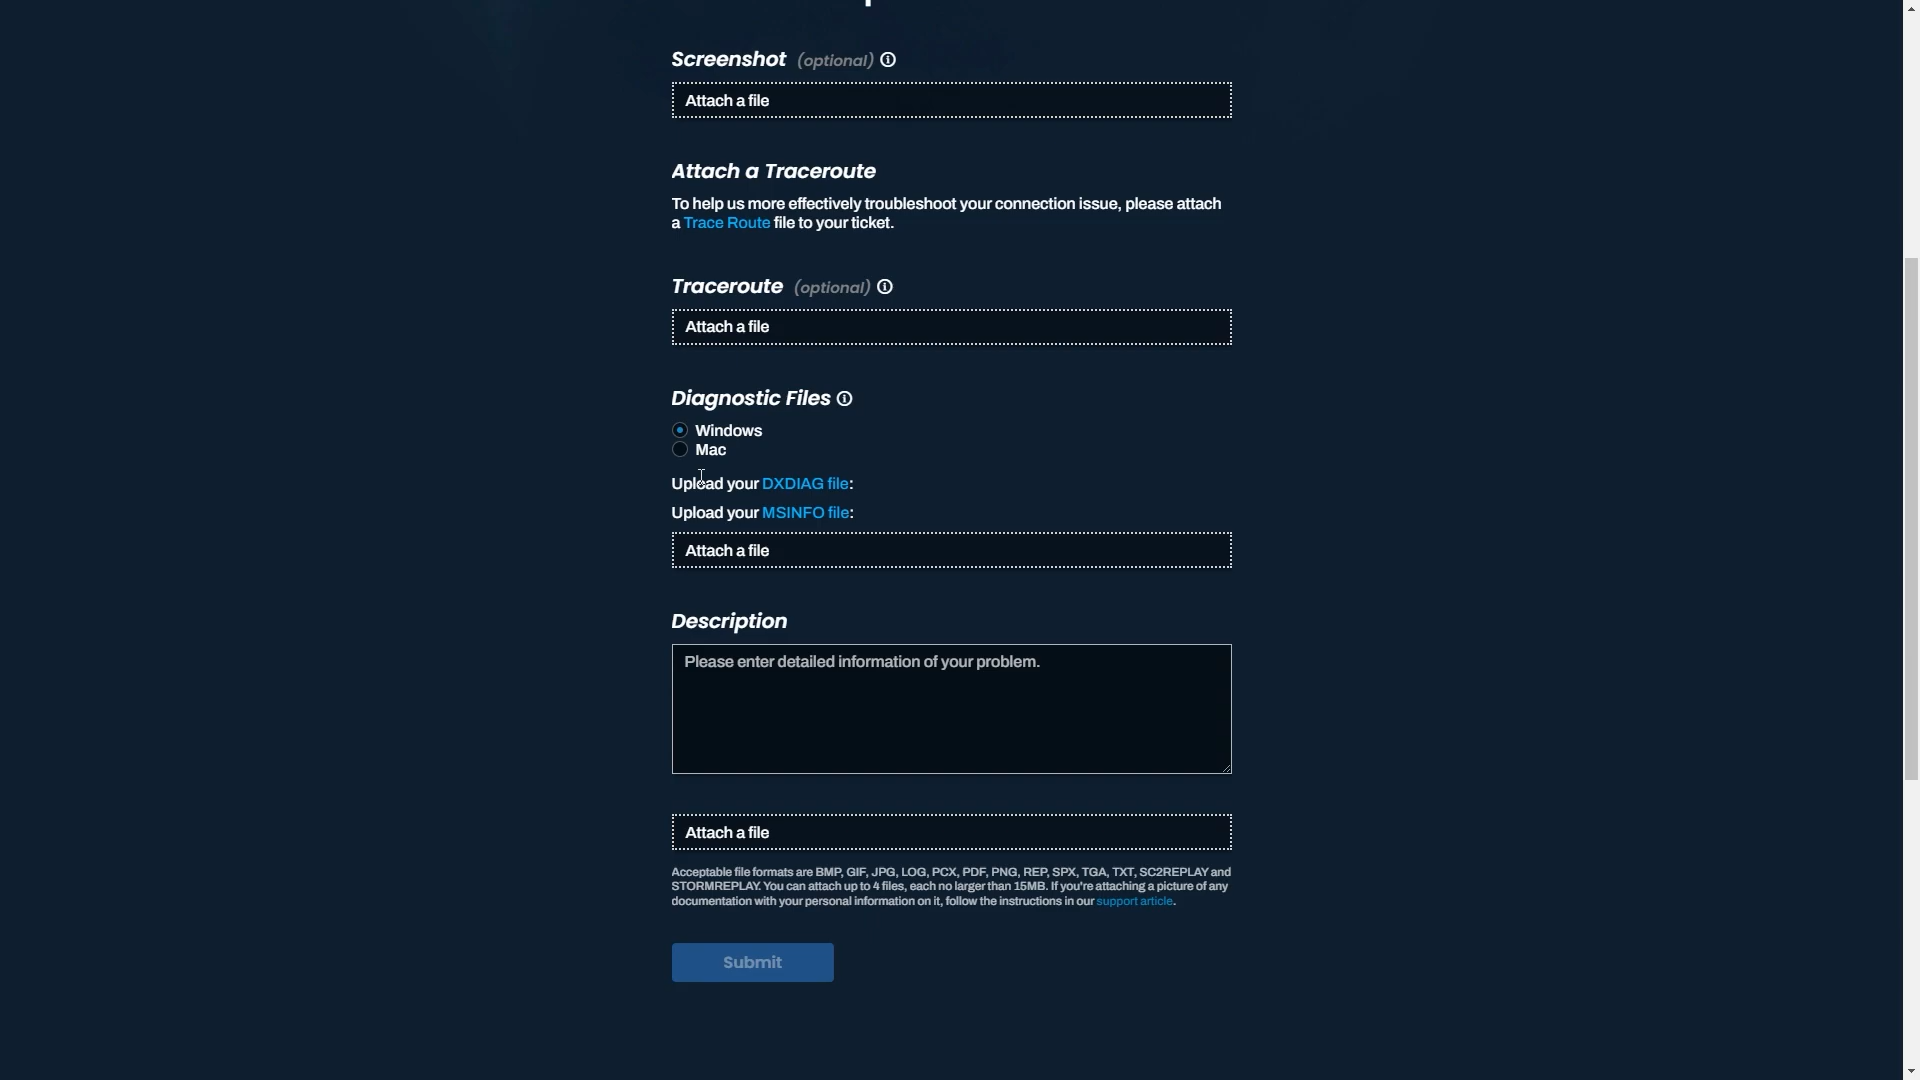 Screenshot (optional)
Attach a file
Attach a Traceroute
To help us more effectively troubleshoot your connection issue, please attach
a Trace Route file to your ticket.
Traceroute (optional)
Attach a file
Diagnostic Files
Windows
Mac
Upload your DXDIAG file:
Upload your MSINFO file:
Attach a file
Description
Please enter detailed information of your problem.
Attach a file
Acceptable file formats are BMP, GIF, JPG, LOG, PCX, PDF, PNG, REP, SPX, TGA, TXT, SC2REPLAY and
STORMREPLAY. You can attach up to 4 files, each no larger than 15MB. If you're attaching a picture of any
documentation with your personal information on it, follow the instructions in our support article.
Submit